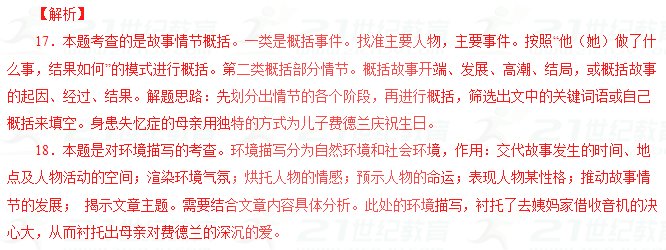 【解析】
17．本题考查的是故事情节概括。一类是概括事件。找准主要人物，主要事件。按照“他（她）做了什
么事，结果如何”的模式进行概括。第二类概括部分情节。概括故事开端、发展、高潮、结局，或概括故事
的起因、经过、结果。解题思路：先划分出情节的各个阶段，再进行概括，筛选出文中的关键词语或自己
概括来填空。身患失忆症的母亲用独特的方式为儿子费德兰庆祝生日。
18．本题是对环境描写的考查。环境描写分为自然环境和社会环境，作用：交代故事发生的时间、地
点及人物活动的空间；渲染环境气氛；烘托人物的情感；预示人物的命运；表现人物某性格；推动故事情
节的发展； 揭示文章主题。需要结合文章内容具体分析。此处的环境描写，衬托了去姨妈家借收音机的决
心大，从而衬托出母亲对费德兰的深沉的爱。